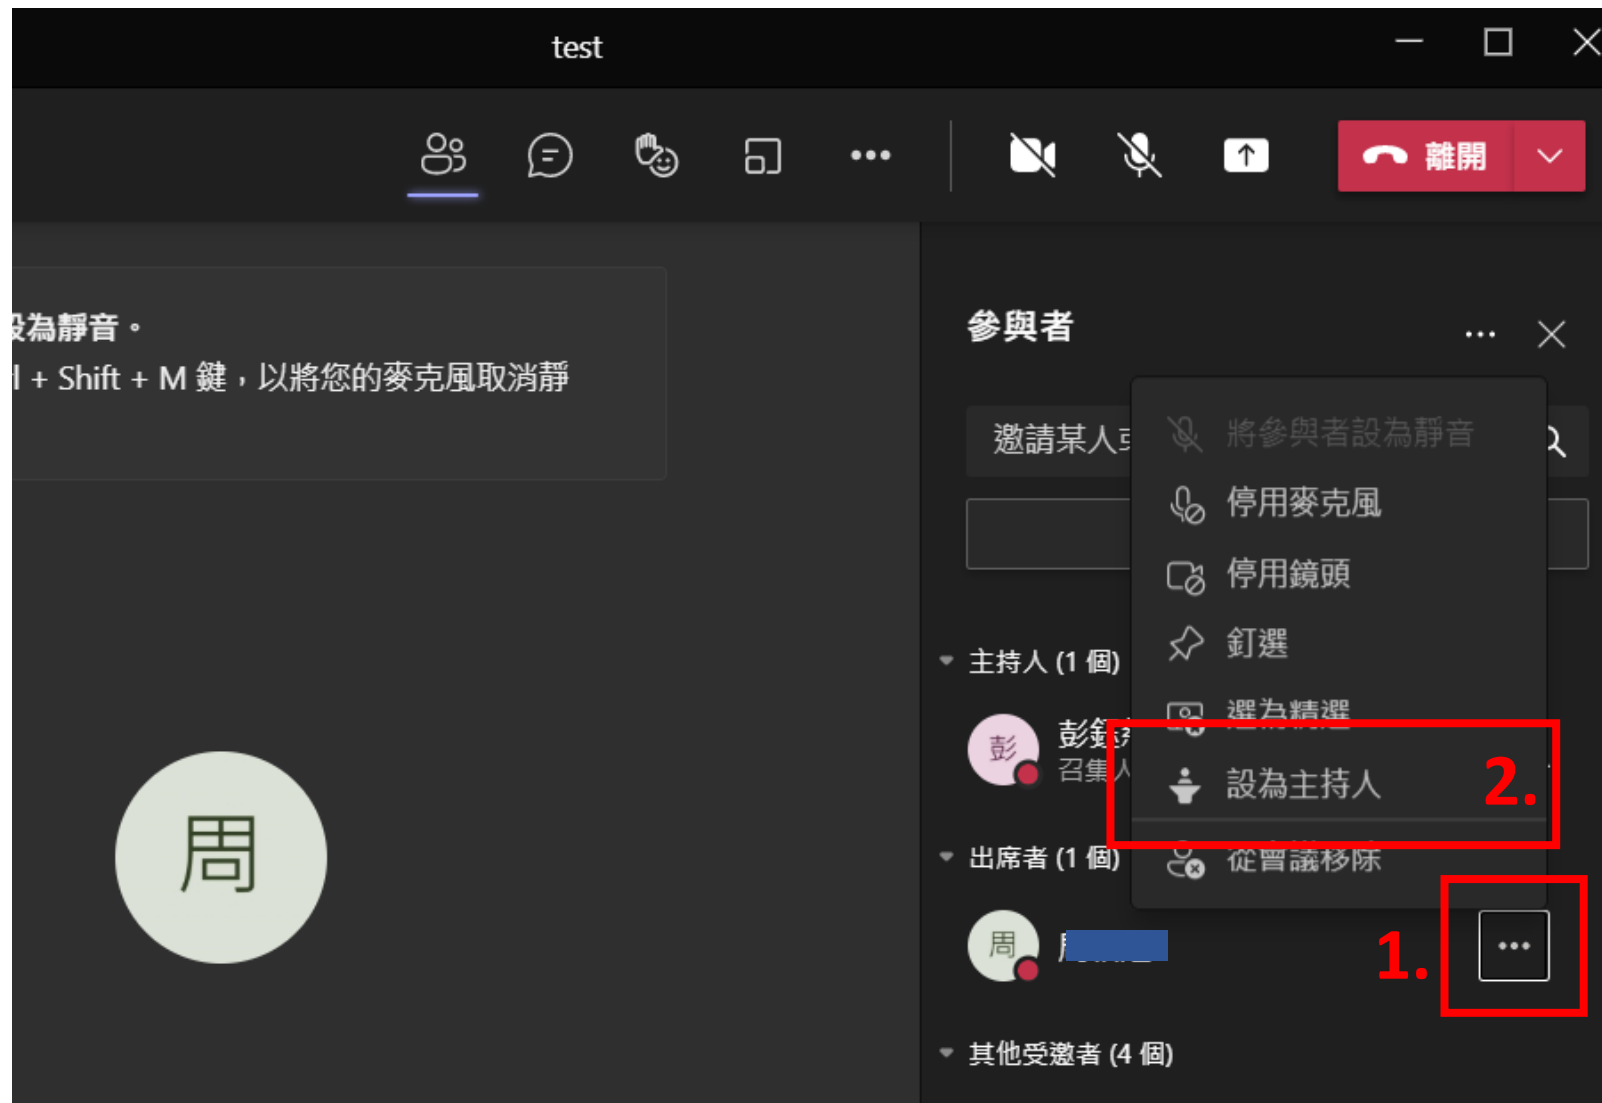 test
離開
為靜音。
+ Shift + M 鍵，以將您的麥克風取消靜
參與者
邀請某人
將參與者設為靜音
停用麥克風
停用鏡頭
釘選
選為精選
主持人 (1 個)
彭
彭鈺
召集人
設為主持人
2.
從會議移除
出席者 (1 個)
周
周
1.
其他受邀者 (4 個)